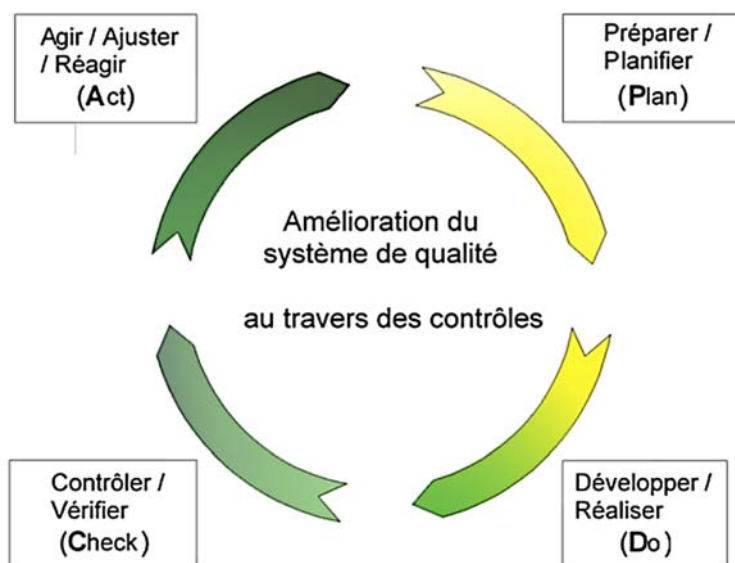 Agir / Ajuster
/ Réagir
(Act)
Préparer /
Planifier
(Plan)
Amélioration du
système de qualité
au travers des contrôles
Contrôler /
Vérifier
(Check)
Développer /
Réaliser
(Do)